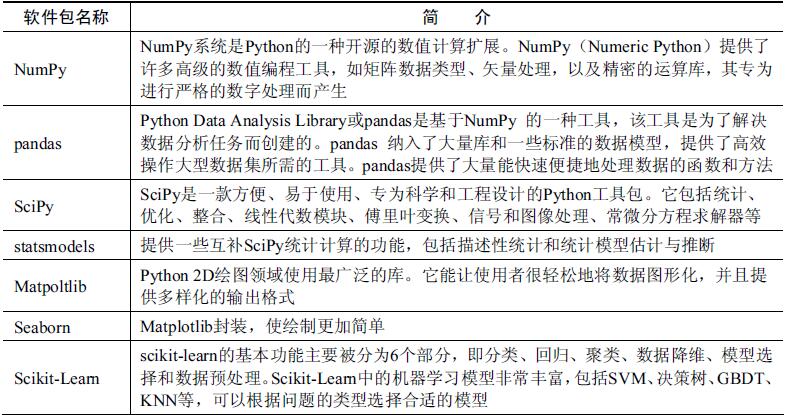 软件包名称 简 介
NumPy系统是Python的一种开源的数值计算扩展。NumPy（Numeric Python）提供了
NumPy 许多高级的数值编程工具，如矩阵数据类型、矢量处理，以及精密的运算库，其专为
进行严格的数字处理而产生
Python Data Analysis Library或pandas是基于NumPy 的一种工具，该工具是为了解决
pandas 数据分析任务而创建的。pandas 纳入了大量库和一些标准的数据模型，提供了高效
操作大型数据集所需的工具。pandas提供了大量能快速便捷地处理数据的函数和方法
SciPy是一款方便、易于使用、专为科学和工程设计的Python工具包。它包括统计、
SciPy
优化、整合、线性代数模块、傅里叶变换、信号和图像处理、常微分方程求解器等
statsmodels 提供一些互补SciPy统计计算的功能，包括描述性统计和统计模型估计与推断
Python 2D绘图领域使用最广泛的库。它能让使用者很轻松地将数据图形化，并且提
Matpoltlib
供多样化的输出格式
Seaborn Matplotlib封装，使绘制更加简单
scikit-learn的基本功能主要被分为6个部分，即分类、回归、聚类、数据降维、模型选
Scikit-Learn 择和数据预处理。Scikit-Learn中的机器学习模型非常丰富，包括SVM、决策树、GBDT、
KNN等，可以根据问题的类型选择合适的模型